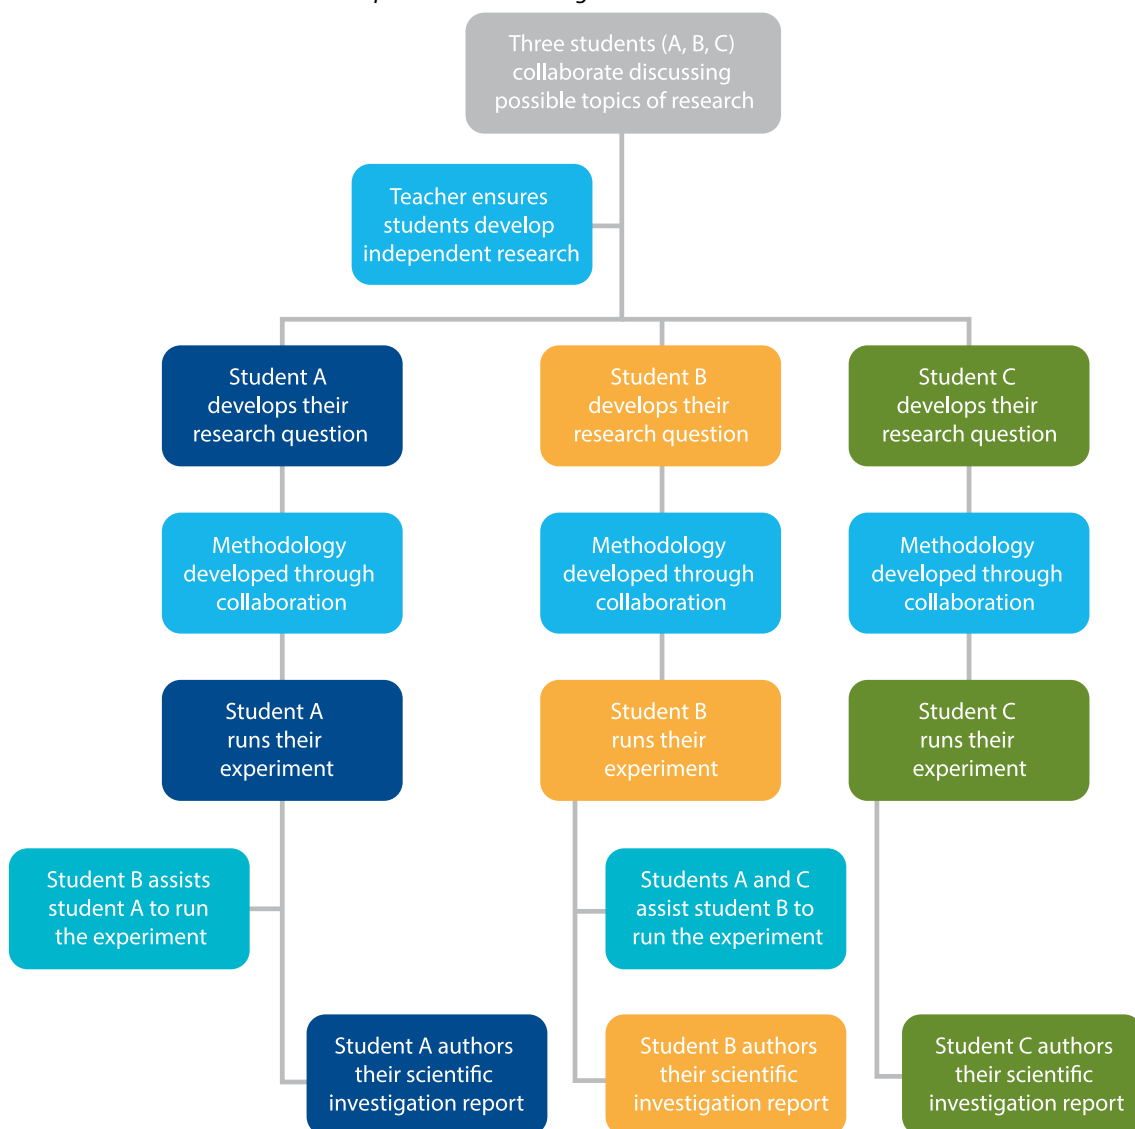 Three students (A, B, C)
collaborate discussing
possible topics of research
Teacher ensures
students develop
independent research
Student A
develops their
research question
Student B
develops their
research question
Student C
develops their
research question
Methodology
developed through
collaboration
Methodology
developed through
collaboration
Methodology
developed through
collaboration
Student A
runs their
experiment
Student B
runs their
experiment
Student C
runs their
experiment
Student B assists
student A to run
the experiment
Students A and C
assist student B to
run the experiment
Student A authors
their scientific
investigation report
Student B authors
their scientific
investigation report
Student C authors
their scientific
investigation report